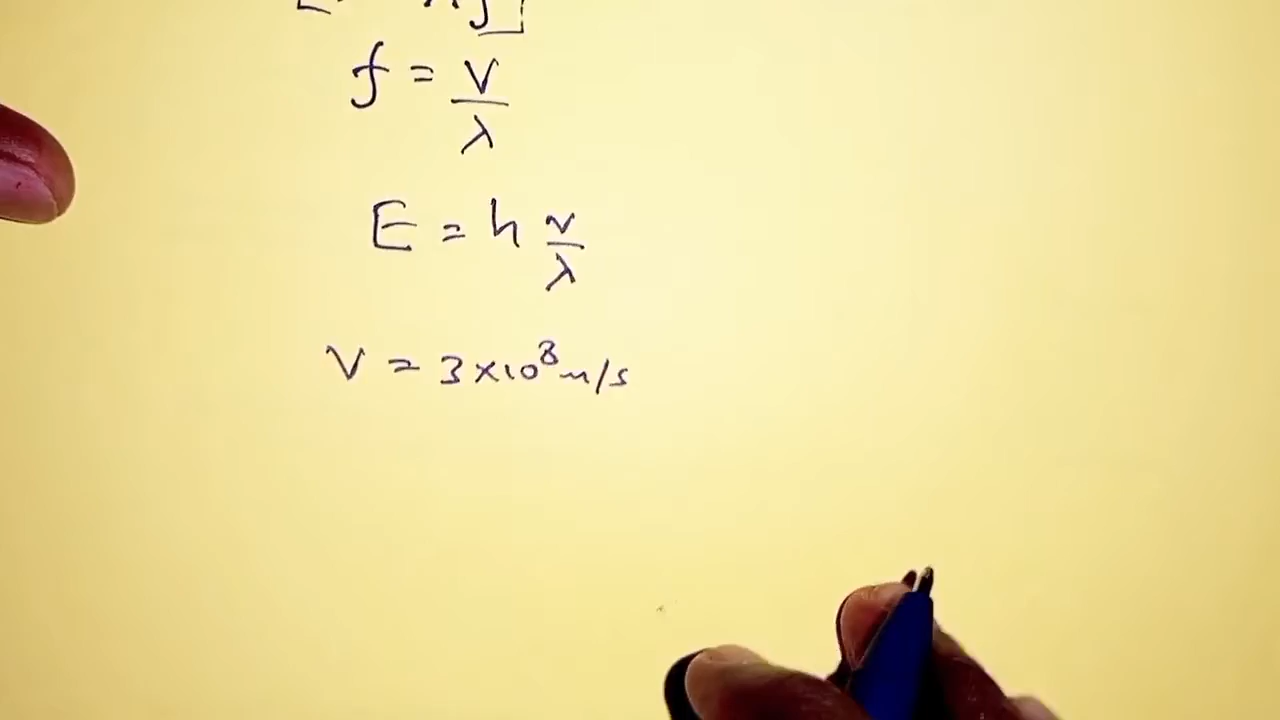 f = V/λ
E = h v/λ
V = 3×10⁸ m/s